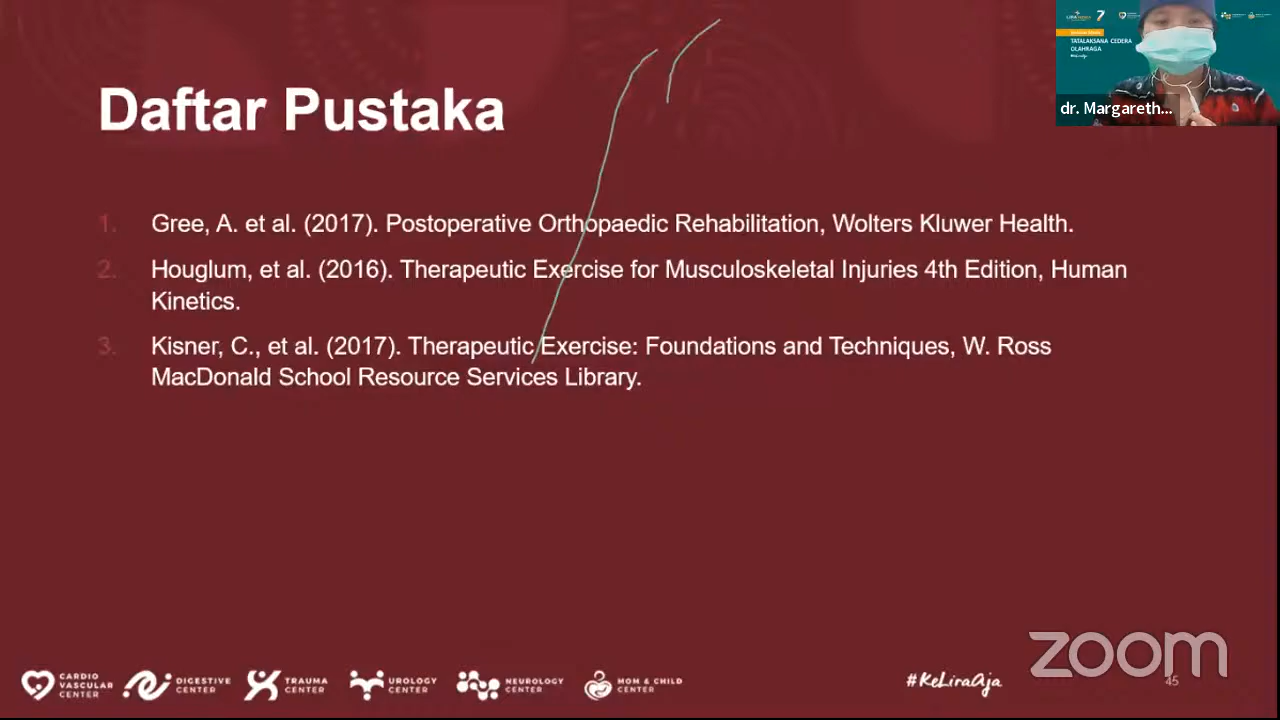 Daftar Pustaka
TATALAKSANA CEDERA
OLAHRAGA
dr. Margareth...
1. Gree, A. et al. (2017). Postoperative Orthopaedic Rehabilitation, Wolters Kluwer Health.
2. Houglum, et al. (2016). Therapeutic Exercise for Musculoskeletal Injuries 4th Edition, Human
Kinetics.
3. Kisner, C., et al. (2017). Therapeutic Exercise: Foundations and Techniques, W. Ross
MacDonald School Resource Services Library.
zoom
CARDIO
VASCULAR
CENTER
DIGESTIVE
CENTER
TRAUMA
CENTER
UROLOGY
CENTER
NEUROLOGY
CENTER
MOM & CHILD
CENTER
#KeLiraAja
45